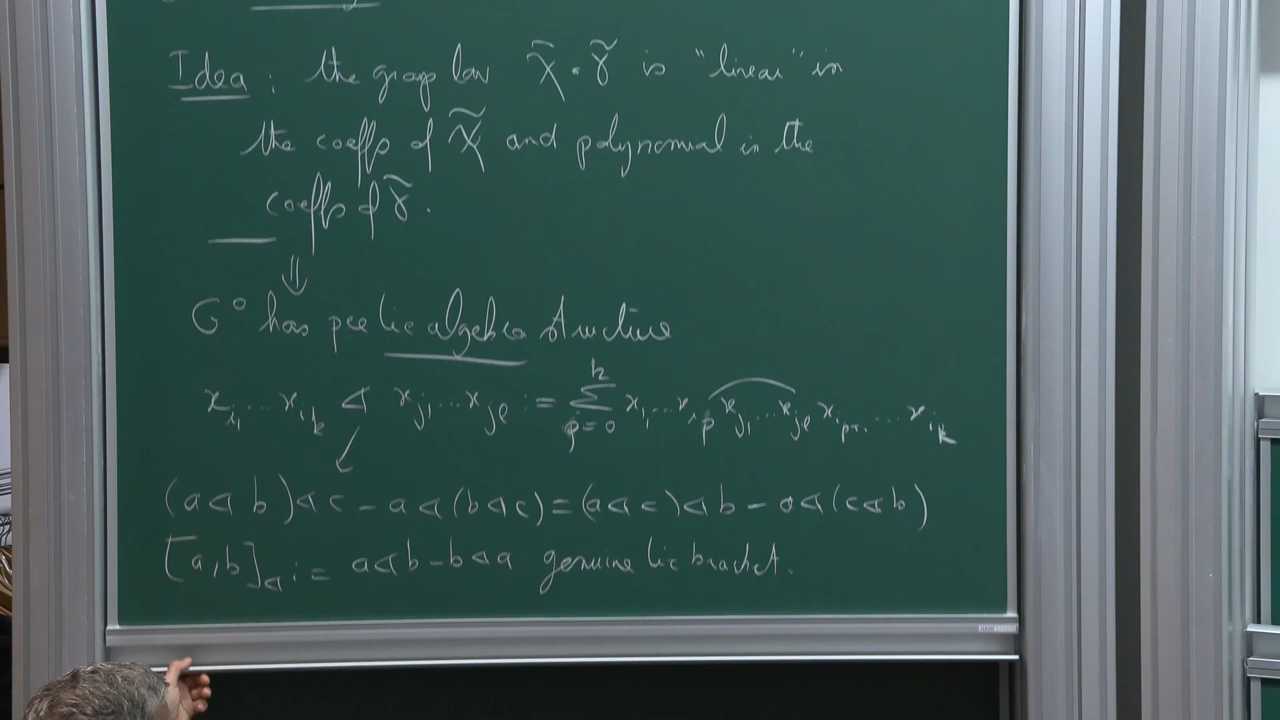 Idea : the group law χ̃ • γ̃ is "linear" in
the coeffs of χ̃ and polynomial in the
coeffs of γ̃ .
⇓
G° has pre lie algebra structure
x_{i_1} ... x_{i_k} ◁ x_{j_1} ... x_{j_l} := \sum_{p=0}^{k} x_{i_1} ... x_{i_p} x_{j_1} ... x_{j_l} x_{i_{p+1}} ... x_{i_k}
(a ◁ b) ◁ c - a ◁ (b ◁ c) = (a ◁ c) ◁ b - a ◁ (c ◁ b)
[a, b]_◁ := a ◁ b - b ◁ a genuine lie bracket.